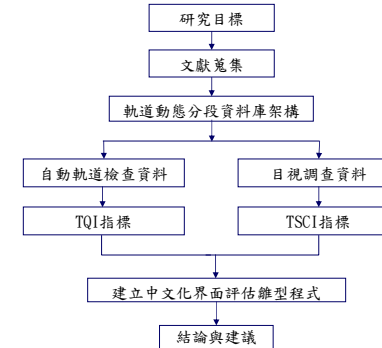 研究目標
文獻蒐集
軌道動態分段資料庫架構
自動軌道檢查資料
目視調查資料
TQI指標
TSCI指標
建立中文化界面評估雛型程式
結論與建議